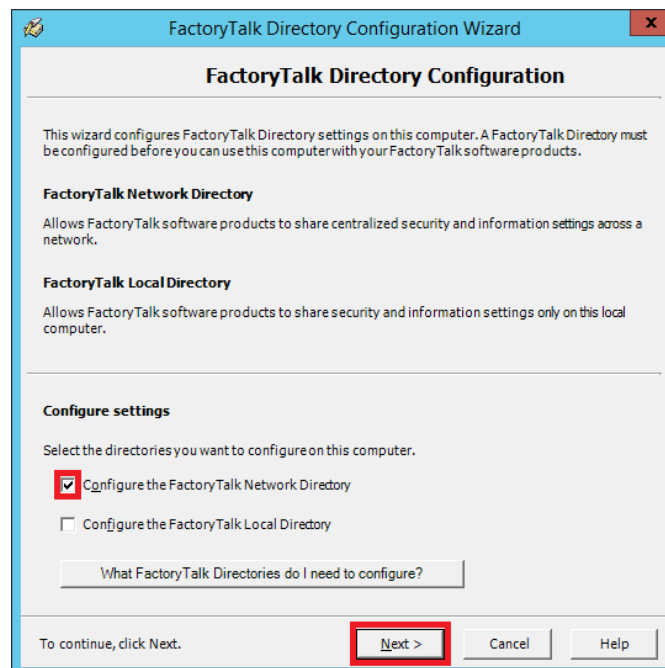 FactoryTalk Directory Configuration Wizard
x
FactoryTalk Directory Configuration
This wizard configures FactoryTalk Directory settings on this computer. A FactoryTalk Directory must
be configured before you can use this computer with your FactoryTalk software products.
FactoryTalk Network Directory
Allows FactoryTalk software products to share centralized security and information settings across a
network.
FactoryTalk Local Directory
Allows FactoryTalk software products to share security and information settings only on this local
computer.
Configure settings
Select the directories you want to configure on this computer.
Configure the FactoryTalk Network Directory
Configure the FactoryTalk Local Directory
What FactoryTalk Directories do I need to configure?
To continue, click Next.
Next >
Cancel
Help